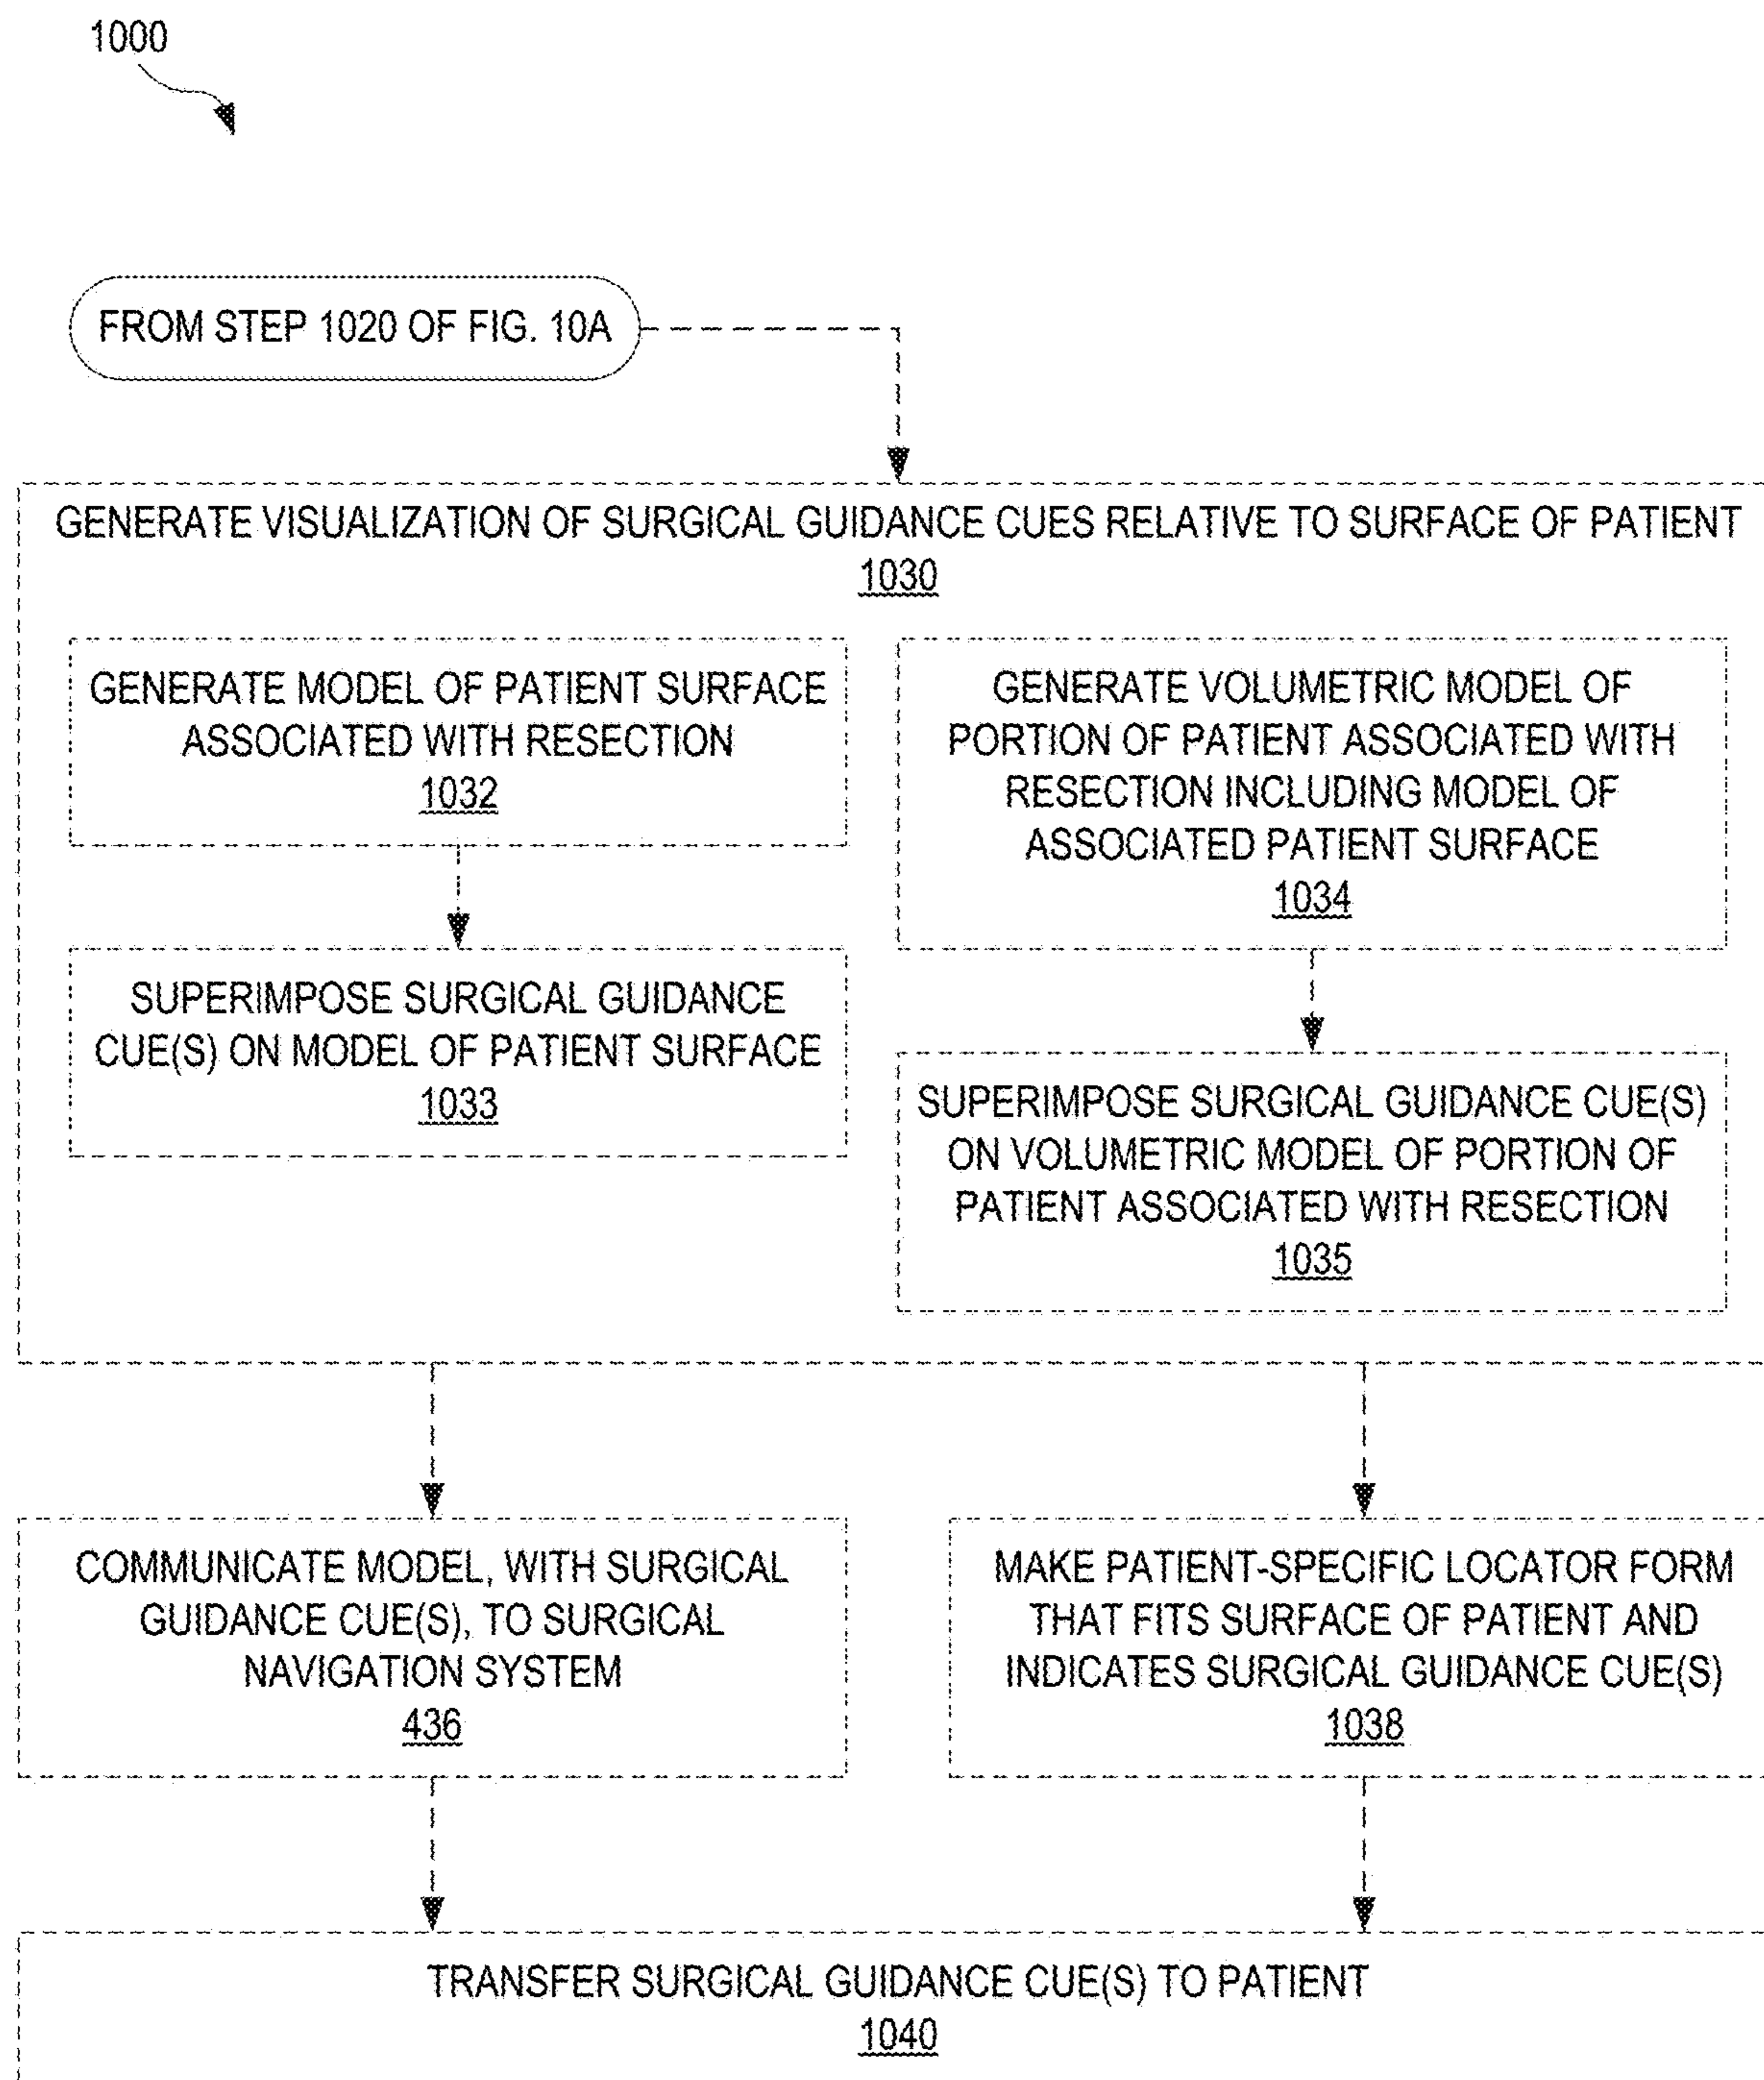 1000
FROM STEP 1020 OF FIG. 10A
GENERATE VISUALIZATION OF SURGICAL GUIDANCE CUES RELATIVE TO SURFACE OF PATIENT
1030
GENERATE MODEL OF PATIENT SURFACE
ASSOCIATED WITH RESECTION
1032
SUPERIMPOSE SURGICAL GUIDANCE
CUE(S) ON MODEL OF PATIENT SURFACE
1033
GENERATE VOLUMETRIC MODEL OF
PORTION OF PATIENT ASSOCIATED WITH
RESECTION INCLUDING MODEL OF
ASSOCIATED PATIENT SURFACE
1034
SUPERIMPOSE SURGICAL GUIDANCE CUE(S)
ON VOLUMETRIC MODEL OF PORTION OF
PATIENT ASSOCIATED WITH RESECTION
1035
COMMUNICATE MODEL, WITH SURGICAL
GUIDANCE CUE(S), TO SURGICAL
NAVIGATION SYSTEM
436
MAKE PATIENT-SPECIFIC LOCATOR FORM
THAT FITS SURFACE OF PATIENT AND
INDICATES SURGICAL GUIDANCE CUE(S)
1038
TRANSFER SURGICAL GUIDANCE CUE(S) TO PATIENT
1040